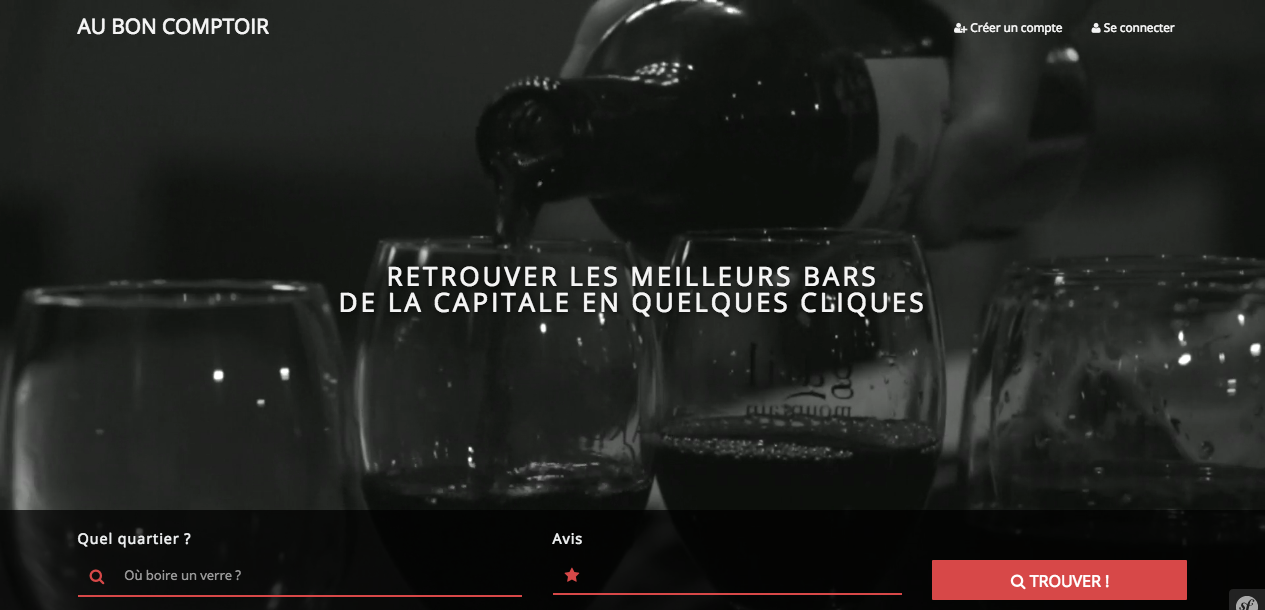 AU BON COMPTOIR
Créer un compte
Se connecter
RETROUVER LES MEILLEURS BARS
DE LA CAPITALE EN QUELQUES CLIQUES
Quel quartier ?
Avis
Où boire un verre ?
TROUVER !
sf